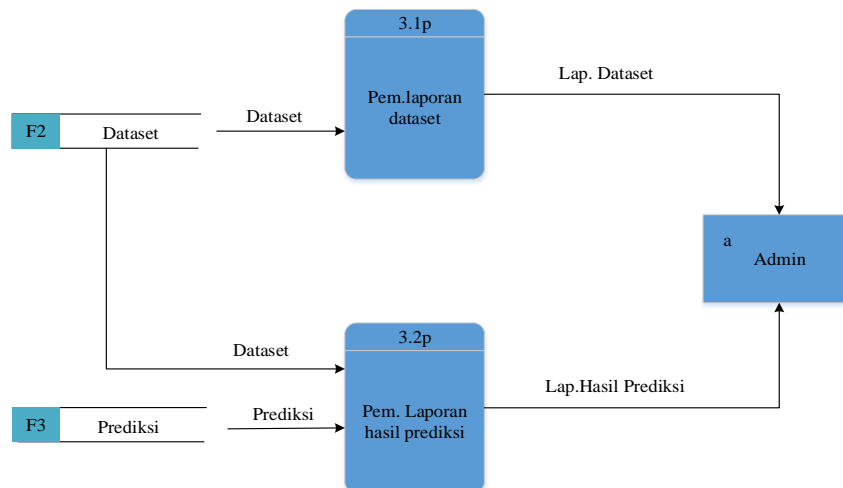 3.1p
Pem.laporan
dataset
Lap. Dataset
F2
Dataset
Dataset
a
Admin
3.2p
Pem. Laporan
hasil prediksi
Dataset
Lap.Hasil Prediksi
F3
Prediksi
Prediksi